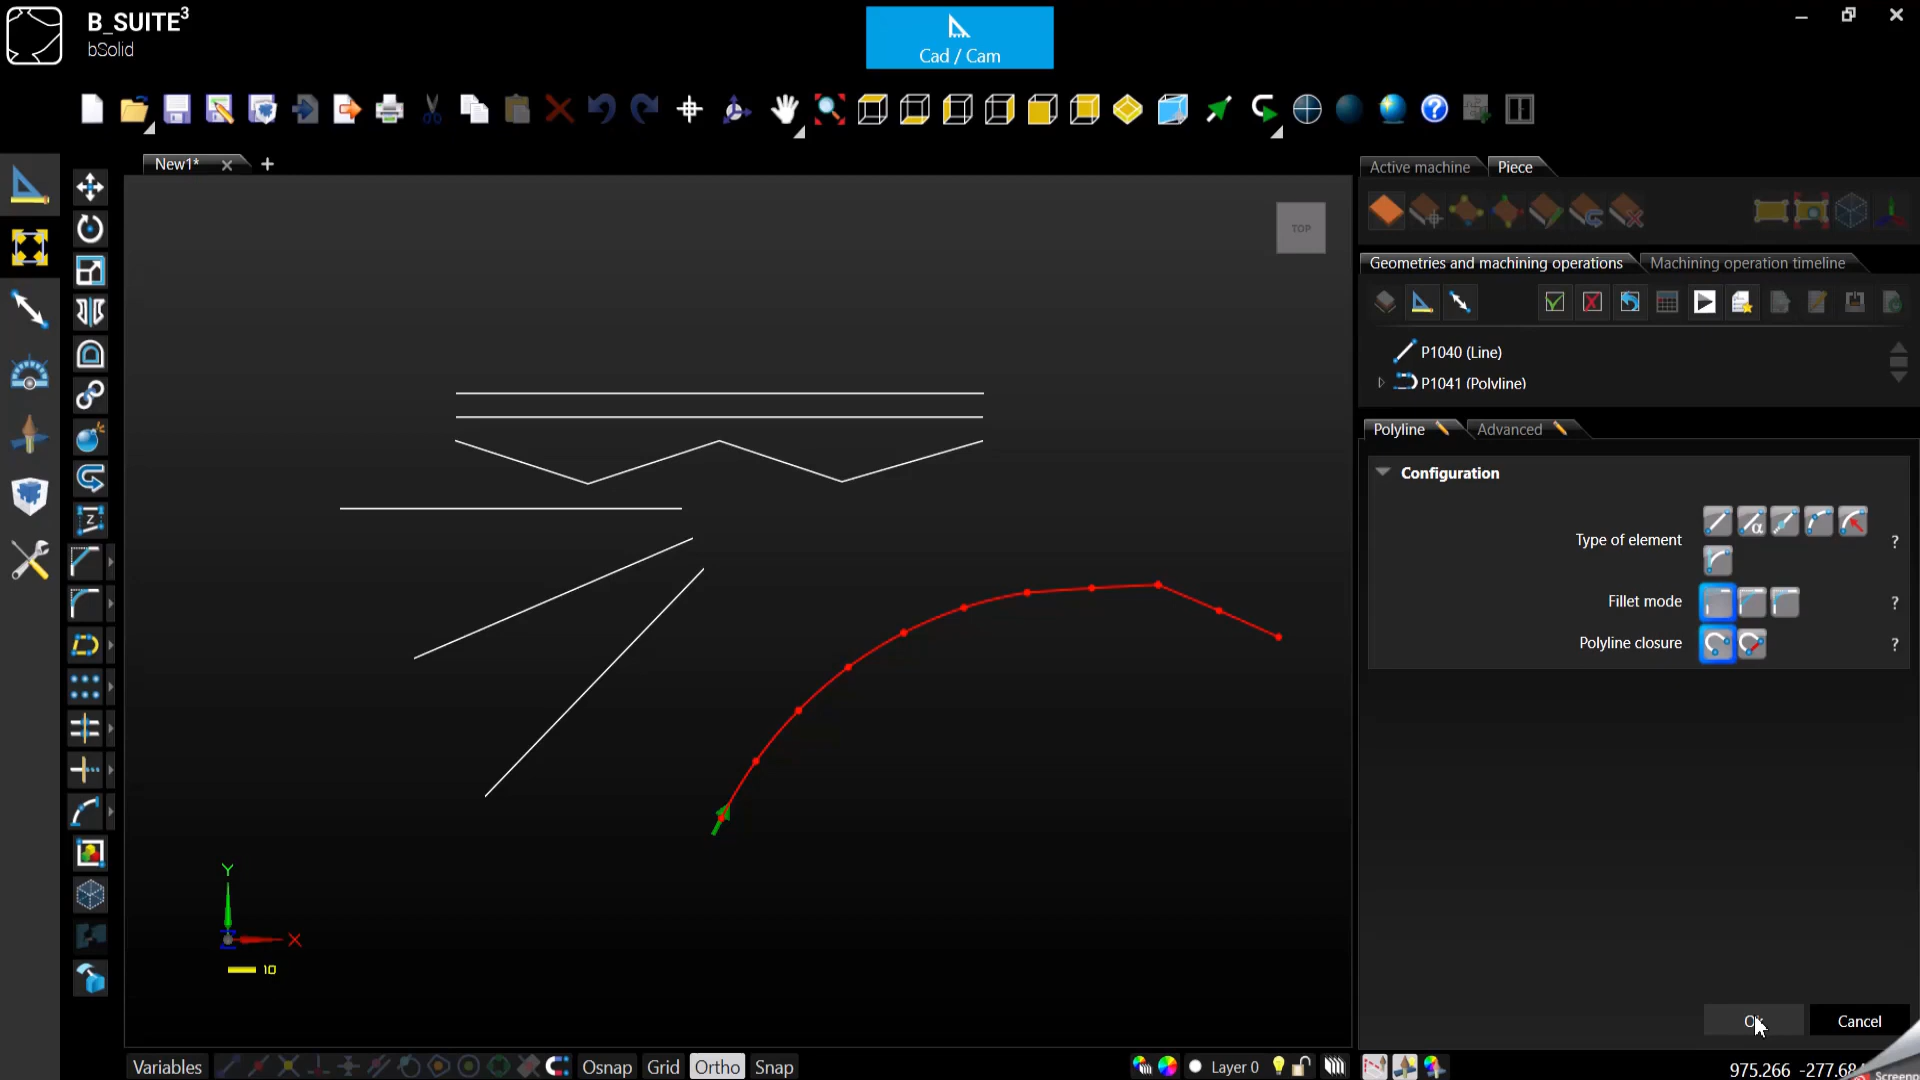 B_SUITE³
bSolid
Cad / Cam
New1*
TOP
Active machine
Piece
Geometries and machining operations
Machining operation timeline
P1040 (Line)
P1041 (Polyline)
Polyline
Advanced
Configuration
Type of element
?
Fillet mode
?
Polyline closure
?
Y
X
10
Ok
Cancel
Variables
Osnap
Grid
Ortho
Snap
Layer 0
975.266 -277.68